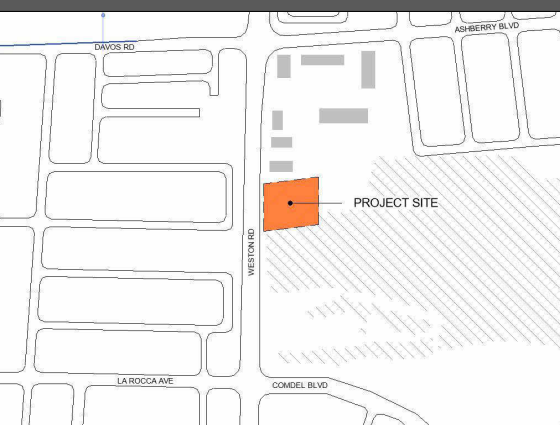 ASHBERRY BLVD
DAVOS RD
PROJECT SITE
WESTON RD
LA ROCCA AVE
COMDEL BLVD